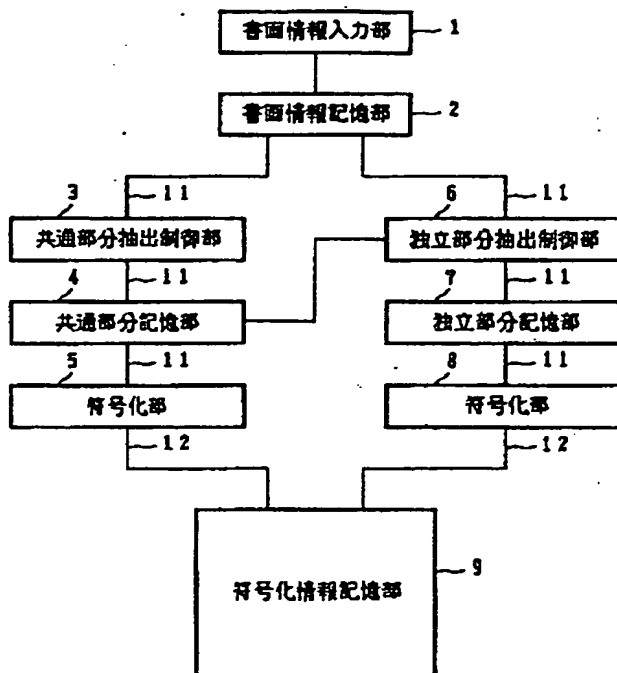 書面情報入力部 1
書面情報記憶部 2
3 11 6 11
共通部分抽出制御部 独立部分抽出制御部
4 11 7 11
共通部分記憶部 独立部分記憶部
5 11 8 11
符号化部 符号化部
12 12
符号化情報記憶部 9